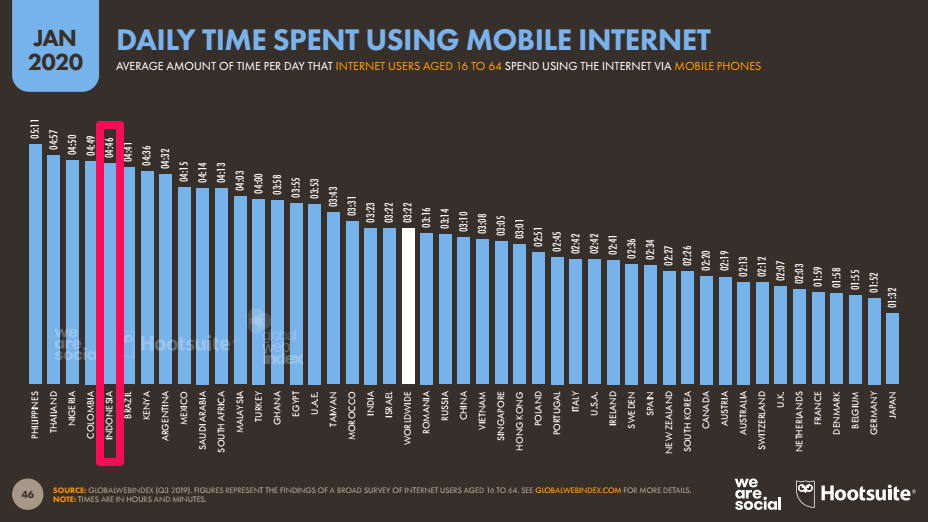 JAN
2020
DAILY TIME SPENT USING MOBILE INTERNET
AVERAGE AMOUNT OF TIME PER DAY THAT INTERNET USERS AGED 16 TO 64 SPEND USING THE INTERNET VIA MOBILE PHONES
05:11 04:57 04:50 04:49 04:46 04:41 04:36 04:32 04:15 04:14 04:13 04:03 04:00 03:58 03:55 03:53 03:43 03:31 03:23 03:22 03:22 03:16 03:14 03:10 03:08 03:05 03:01 02:51 02:45 02:42 02:42 02:41 02:36 02:34 02:27 02:26 02:20 02:19 02:13 02:12 02:07 02:03 01:59 01:58 01:55 01:52 01:32
we
are
social
Hootsuite®
global
web
index
PHILIPPINES THAILAND NIGERIA COLOMBIA INDONESIA BRAZIL KENYA ARGENTINA MEXICO SAUDI ARABIA SOUTH AFRICA MALAYSIA TURKEY GHANA EGYPT U.A.E. TAIWAN MOROCCO INDIA ISRAEL WORLDWIDE ROMANIA RUSSIA CHINA VIETNAM SINGAPORE HONG KONG POLAND PORTUGAL ITALY U.S.A. IRELAND SWEDEN SPAIN NEW ZEALAND SOUTH KOREA CANADA AUSTRIA AUSTRALIA SWITZERLAND U.K. NETHERLANDS FRANCE DENMARK BELGIUM GERMANY JAPAN
46
SOURCE: GLOBALWEBINDEX (Q3 2019). FIGURES REPRESENT THE FINDINGS OF A BROAD SURVEY OF INTERNET USERS AGED 16 TO 64. SEE GLOBALWEBINDEX.COM FOR MORE DETAILS.
NOTE: TIMES ARE IN HOURS AND MINUTES.
we
are
social
Hootsuite®